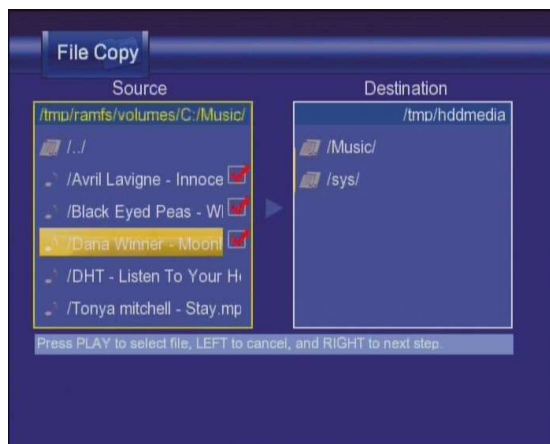 File Copy
Source
/tmp/ramfs/volumes/C:/Music/
/../
/Avril Lavigne - Innoce
/Black Eyed Peas - Wl
/Dana Winner - Moonl
/DHT - Listen To Your He
/Tonya mitchell - Stay.mp
Destination
/tmp/hddmedia
/Music/
/sys/
Press PLAY to select file, LEFT to cancel, and RIGHT to next step.